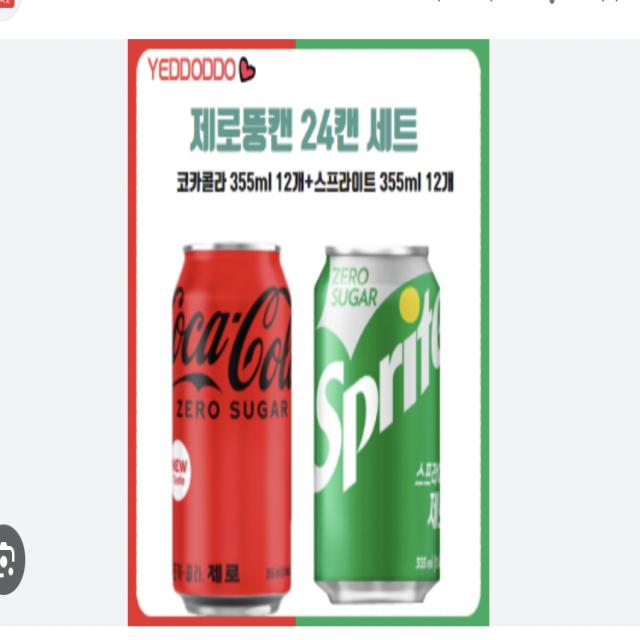 YEDDODDO
제로뚱캔 24캔 세트
코카콜라 355ml 12개+스프라이트 355ml 12개
Coca-Cola
ZERO SUGAR
NEW
제로
ZERO
SUGAR
Sprite